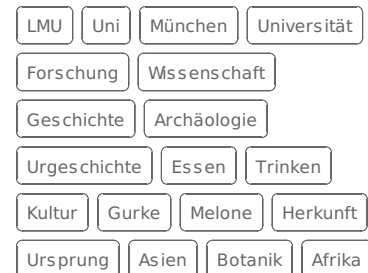 LMU Uni München Universität
Forschung Wissenschaft
Geschichte Archäologie
Urgeschichte Essen Trinken
Kultur Gurke Melone Herkunft
Ursprung Asien Botanik Afrika